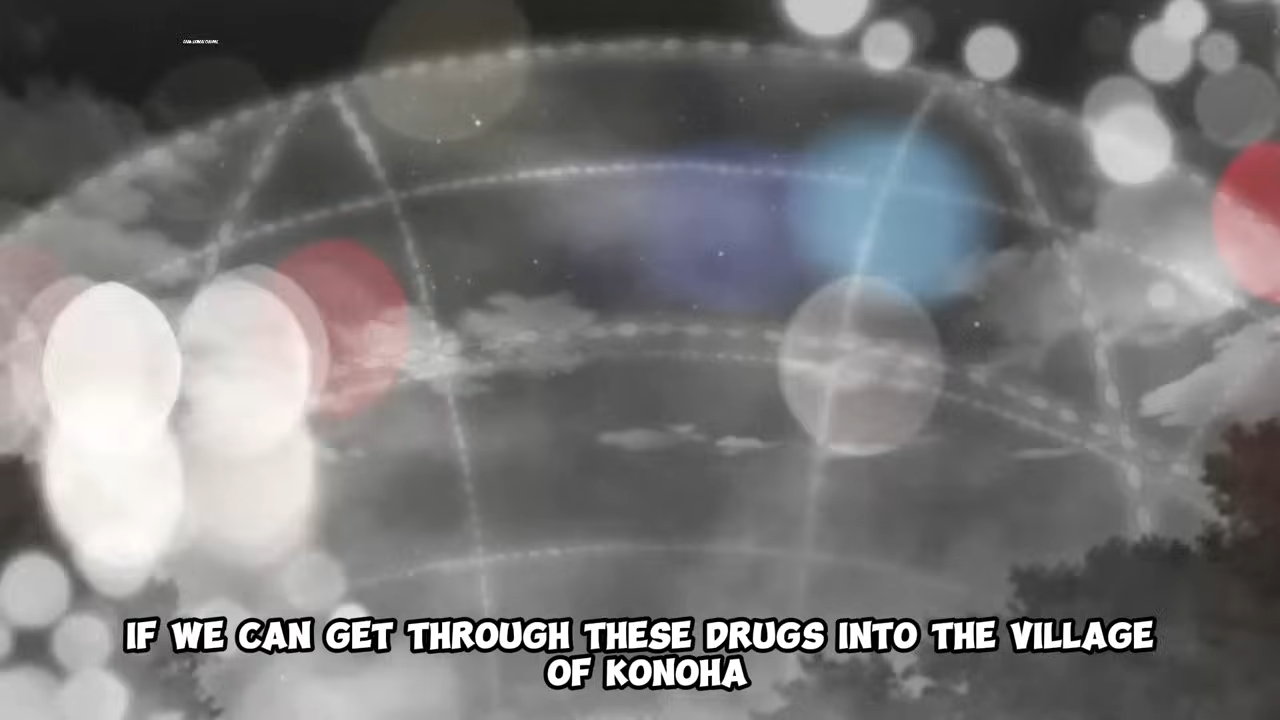 IF WE CAN GET THROUGH THESE DRUGS INTO THE VILLAGE
OF KONOHA